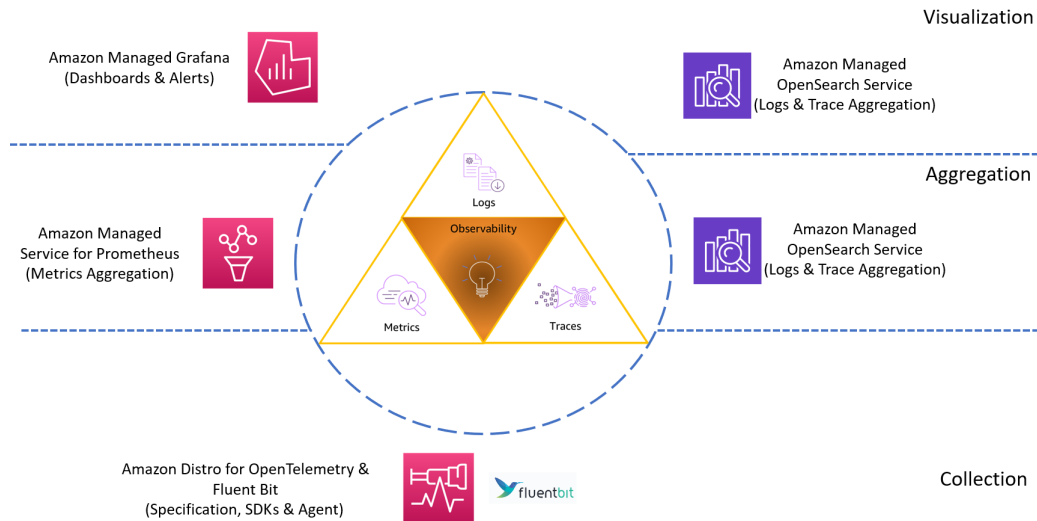 Visualization
Amazon Managed Grafana
(Dashboards & Alerts)
Amazon Managed
OpenSearch Service
(Logs & Trace Aggregation)
Aggregation
Logs
Observability
Amazon Managed
Service for Prometheus
(Metrics Aggregation)
Amazon Managed
OpenSearch Service
(Logs & Trace Aggregation)
Metrics
Traces
Amazon Distro for OpenTelemetry &
Fluent Bit
(Specification, SDKs & Agent)
fluentbit
Collection